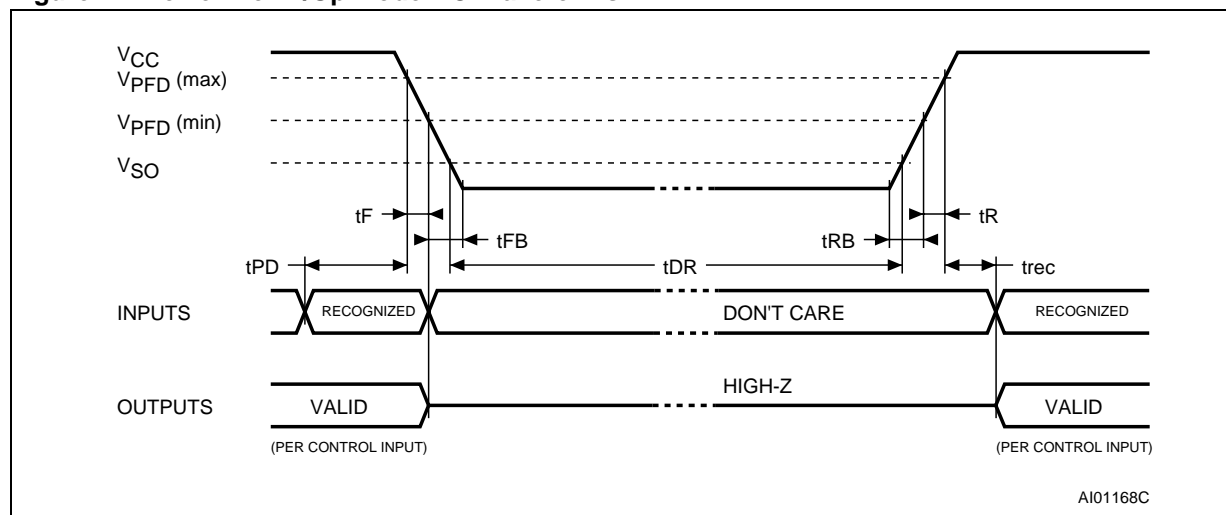 VCC
VPFD (max)
VPFD (min)
VSO
tF
tR
tFB
tRB
tPD
tDR
trec
INPUTS
RECOGNIZED
DON'T CARE
RECOGNIZED
HIGH-Z
OUTPUTS
VALID
VALID
(PER CONTROL INPUT)
(PER CONTROL INPUT)
AI01168C